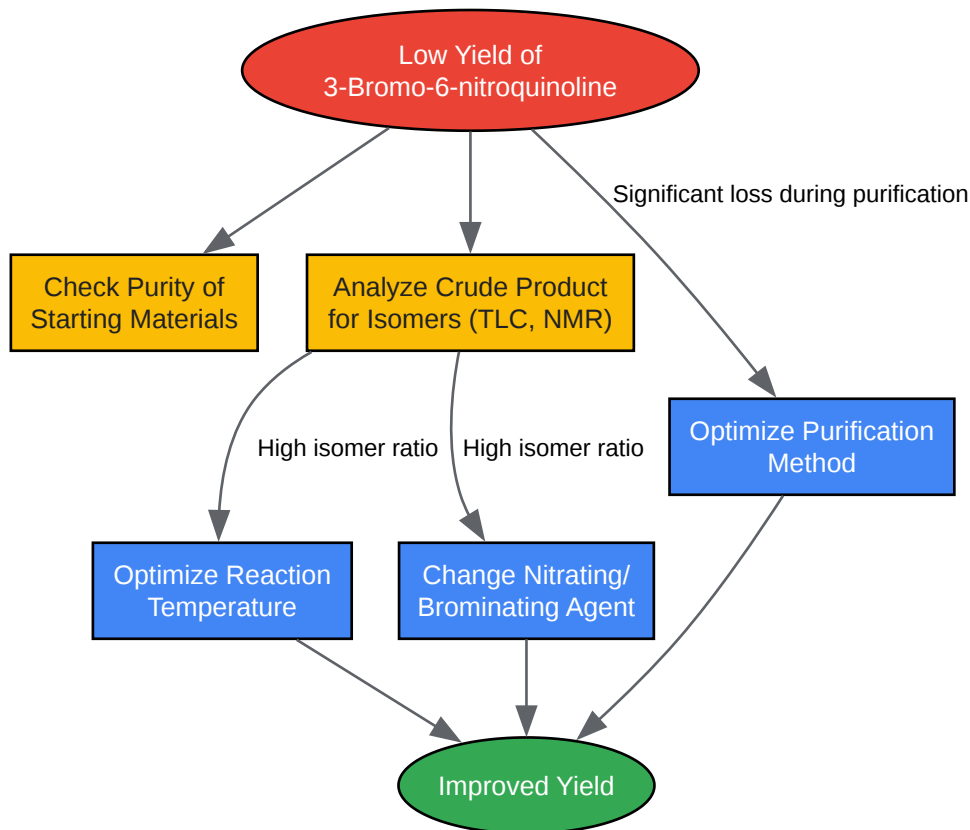 Low Yield of
3-Bromo-6-nitroquinoline
Significant loss during purification
Check Purity of
Starting Materials
Analyze Crude Product
for Isomers (TLC, NMR)
Optimize Purification
Method
High isomer ratio
High isomer ratio
Optimize Reaction
Temperature
Change Nitrating/
Brominating Agent
Improved Yield